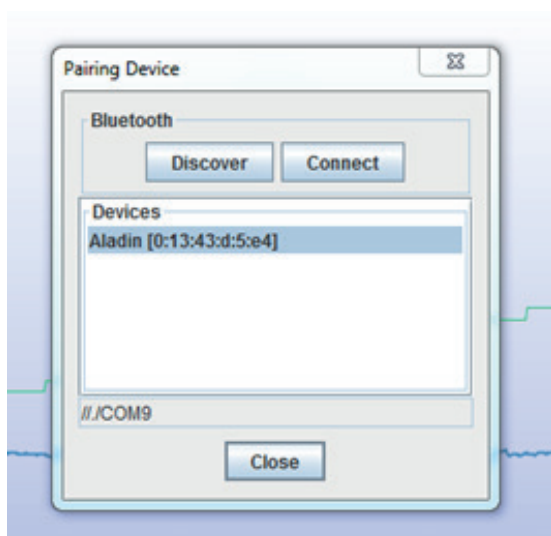 Pairing Device
Bluetooth
Discover Connect
Devices
Aladin [0:13:43:d:5:e4]
//./COM9
Close